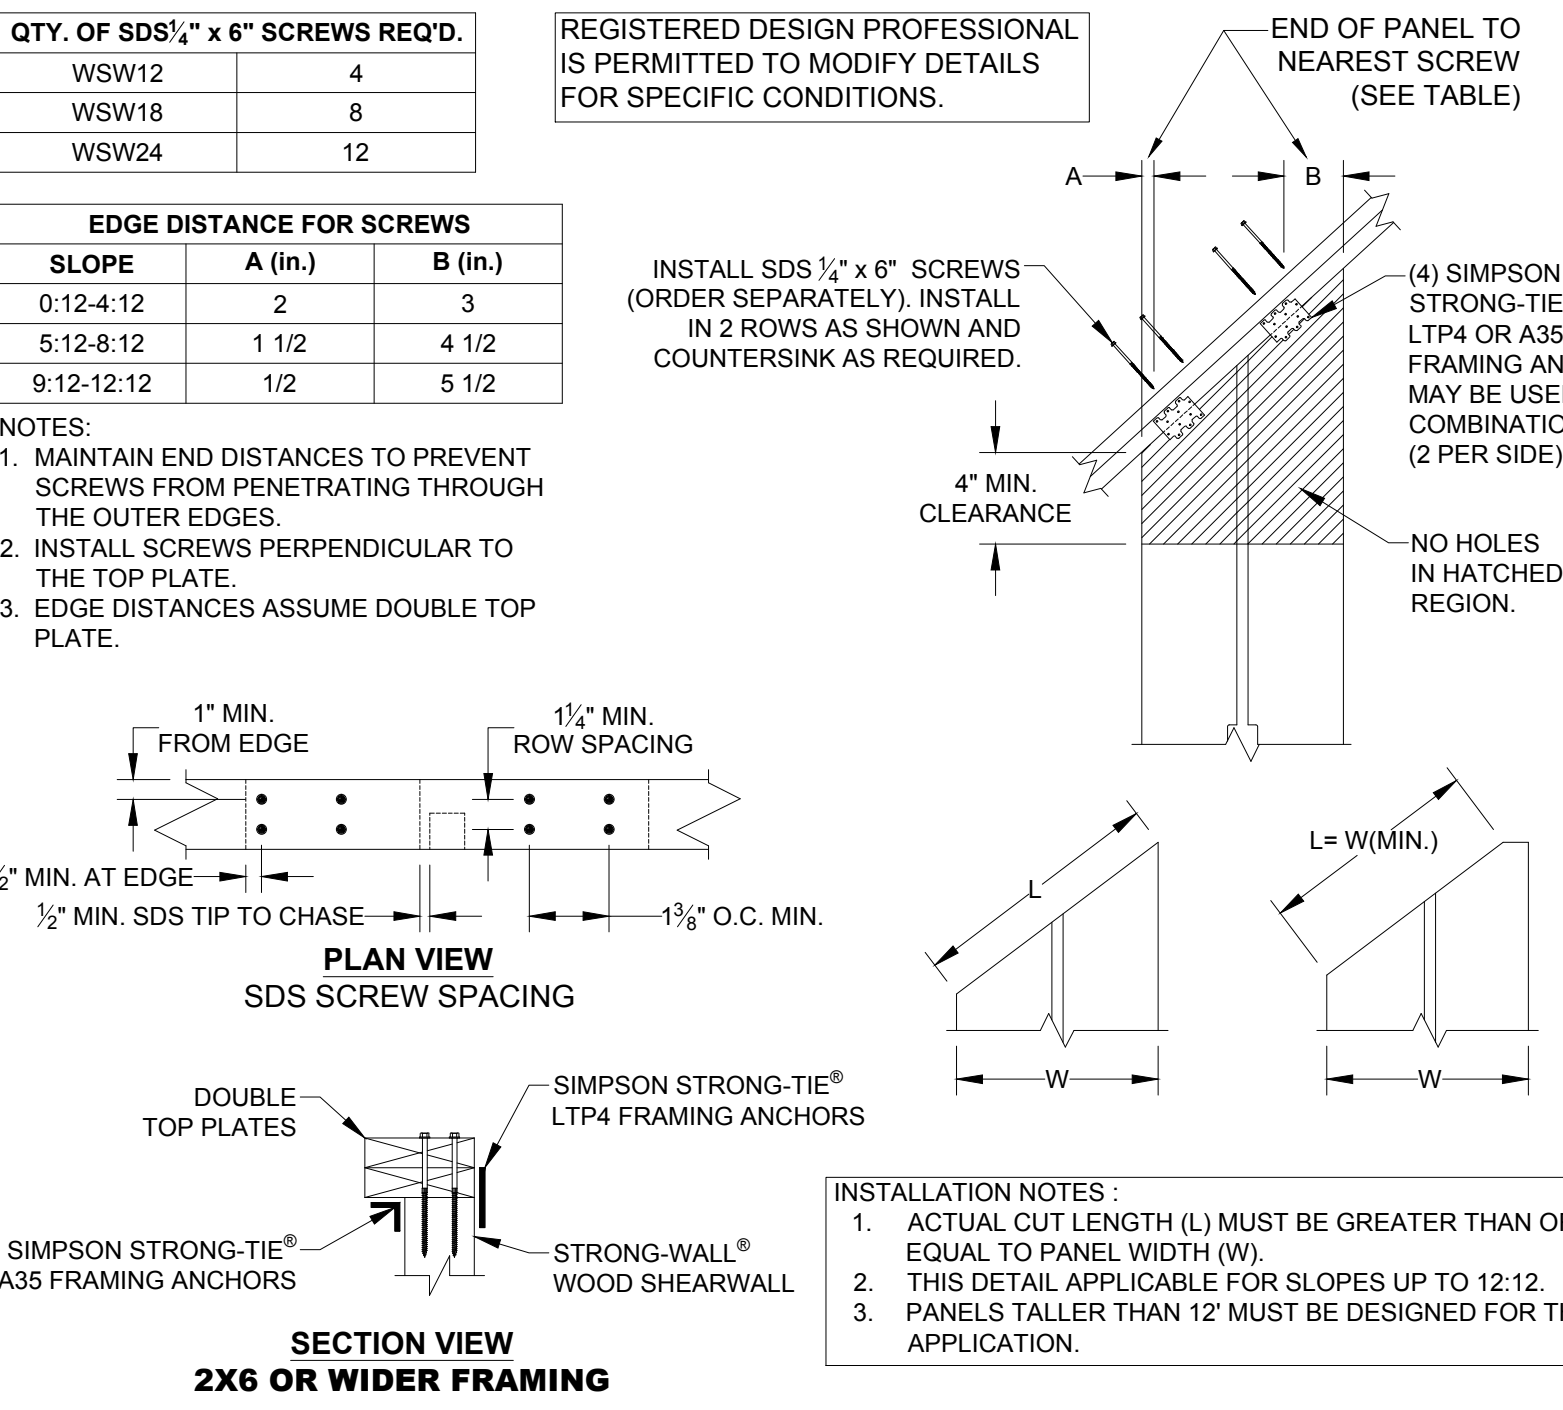 QTY. OF SDS¼" x 6" SCREWS REQ'D.
WSW12 4
WSW18 8
WSW24 12
EDGE DISTANCE FOR SCREWS
SLOPE A (in.) B (in.)
0:12-4:12 2 3
5:12-8:12 1 1/2 4 1/2
9:12-12:12 1/2 5 1/2
NOTES:
1. MAINTAIN END DISTANCES TO PREVENT
SCREWS FROM PENETRATING THROUGH
THE OUTER EDGES.
2. INSTALL SCREWS PERPENDICULAR TO
THE TOP PLATE.
3. EDGE DISTANCES ASSUME DOUBLE TOP
PLATE.
REGISTERED DESIGN PROFESSIONAL
IS PERMITTED TO MODIFY DETAILS
FOR SPECIFIC CONDITIONS.
END OF PANEL TO
NEAREST SCREW
(SEE TABLE)
A
B
INSTALL SDS ¼" x 6" SCREWS
(ORDER SEPARATELY). INSTALL
IN 2 ROWS AS SHOWN AND
COUNTERSINK AS REQUIRED.
(4) SIMPSON
STRONG-TIE
LTP4 OR A35
FRAMING
MAY BE
(2 PER SIDE)
4" MIN.
CLEARANCE
NO HOLES
IN HATCHED
REGION.
1" MIN.
FROM EDGE
1¼" MIN.
ROW SPACING
MIN. AT EDGE
½" MIN. SDS TIP TO CHASE
1⅜" O.C. MIN.
PLAN VIEW
SDS SCREW SPACING
L
W
L= W(MIN.)
W
DOUBLE
TOP PLATES
SIMPSON STRONG-TIE®
LTP4 FRAMING ANCHORS
SIMPSON STRONG-TIE®
A35 FRAMING ANCHORS
STRONG-WALL®
WOOD SHEARWALL
SECTION VIEW
2X6 OR WIDER FRAMING
INSTALLATION NOTES :
1. ACTUAL CUT LENGTH (L) MUST BE GREATER THAN
EQUAL TO PANEL WIDTH (W).
2. THIS DETAIL APPLICABLE FOR SLOPES UP TO 12:12.
3. PANELS TALLER THAN 12' MUST BE DESIGNED FOR
APPLICATION.